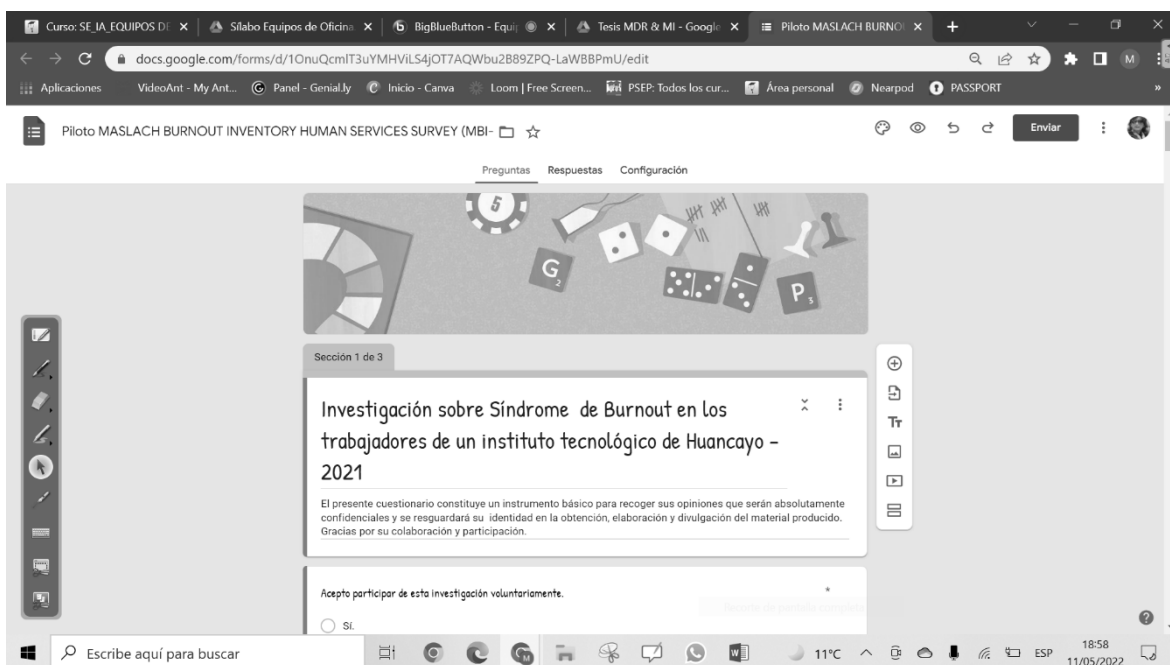 Curso: SE_IA_EQUIPOS DE
Sílabo Equipos de Oficina
BigBlueButton - Equip
Tesis MDR & MI - Google
Piloto MASLACH BURNOU
docs.google.com/forms/d/1OnuQcmIT3uYMHViLS4jOT7AQWbu2B89ZPQ-LaWBBPmU/edit
M
Aplicaciones
VideoAnt - My Ant...
Panel - Genial.ly
Inicio - Canva
Loom | Free Screen...
PSEP: Todos los cur...
Área personal
Nearpod
PASSPORT
»
Piloto MASLACH BURNOUT INVENTORY HUMAN SERVICES SURVEY (MBI-
Enviar
Preguntas Respuestas Configuración
5
G2
P3
Sección 1 de 3
Investigación sobre Síndrome de Burnout en los
trabajadores de un instituto tecnológico de Huancayo -
2021
El presente cuestionario constituye un instrumento básico para recoger sus opiniones que serán absolutamente
confidenciales y se resguardará su identidad en la obtención, elaboración y divulgación del material producido.
Gracias por su colaboración y participación.
Tт
Acepto participar de esta investigación voluntariamente. *
Sí.
Escribe aquí para buscar
11°C
ESP
18:58
11/05/2022